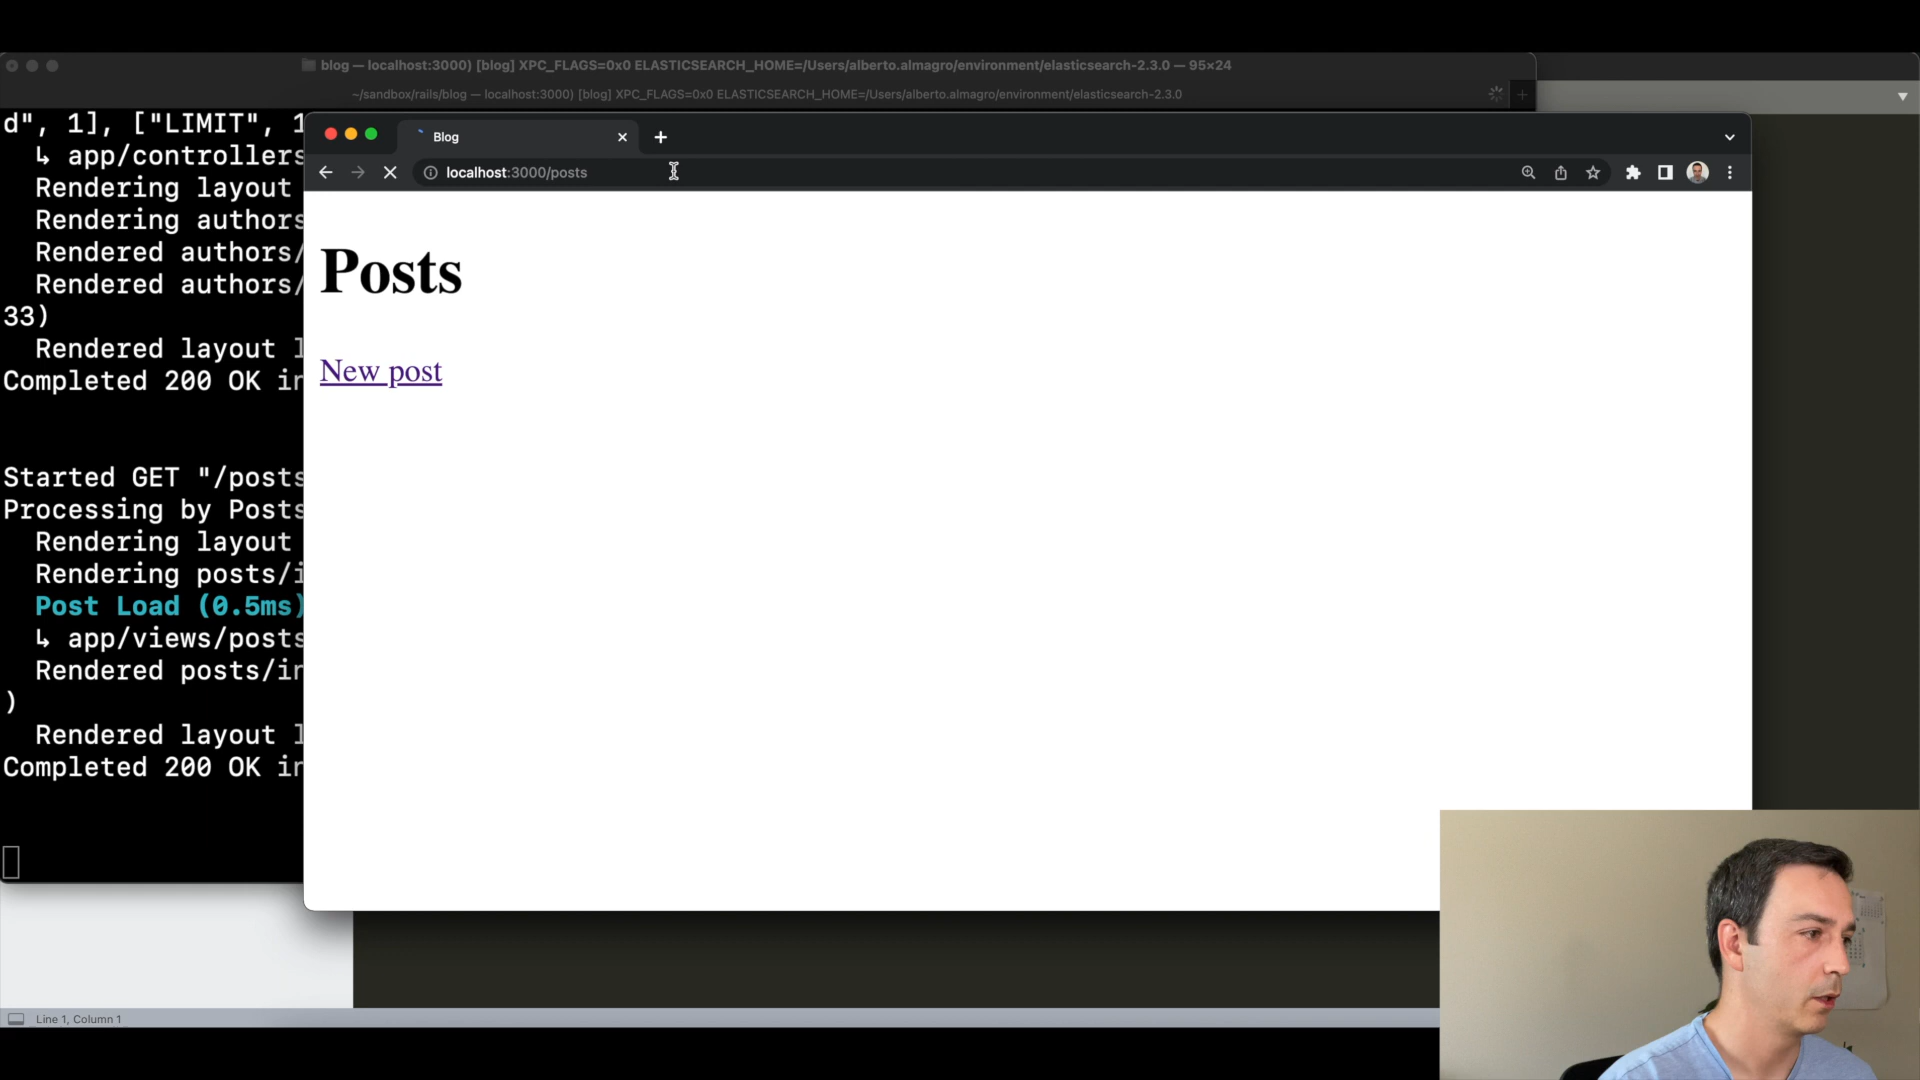 blog — localhost:3000) [blog] XPC_FLAGS=0x0 ELASTICSEARCH_HOME=/Users/alberto.almagro/environment/elasticsearch-2.3.0 — 95×24
~/sandbox/rails/blog — localhost:3000) [blog] XPC_FLAGS=0x0 ELASTICSEARCH_HOME=/Users/alberto.almagro/environment/elasticsearch-2.3.0
d", 1], ["LIMIT", 1
↳ app/controllers
Rendering layout
Rendering authors
Rendered authors/
Rendered authors/
33)
Rendered layout l
Completed 200 OK in
Started GET "/posts
Processing by Posts
Rendering layout
Rendering posts/i
Post Load (0.5ms)
↳ app/views/posts
Rendered posts/in
)
Rendered layout l
Completed 200 OK in
Blog
localhost:3000/posts
Posts
New post
Line 1, Column 1